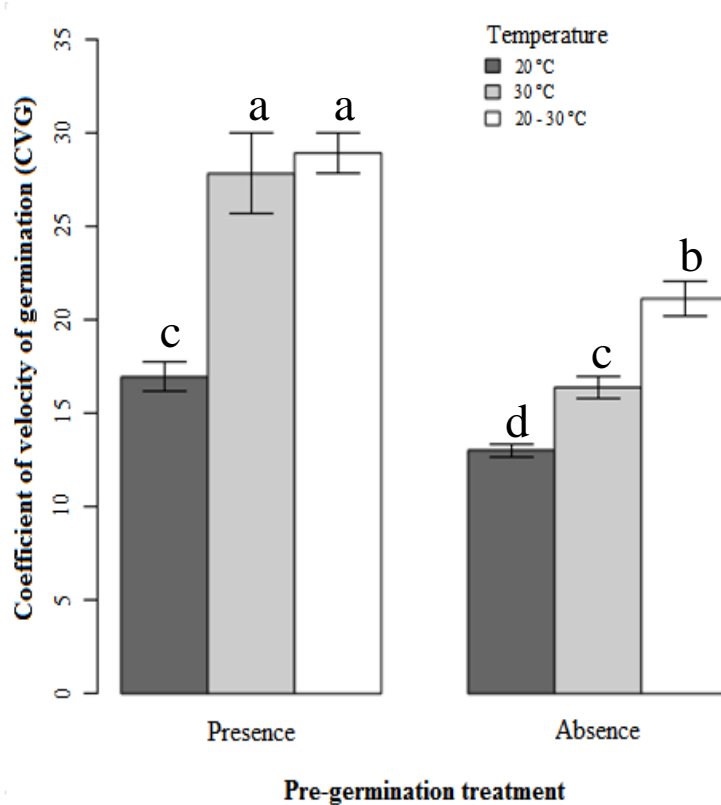 Coefficient of velocity of germination (CVG)
35
30
25
20
15
10
5
0
Temperature
20 °C
30 °C
20 - 30 °C
c
a
a
d
c
b
Presence
Absence
Pre-germination treatment